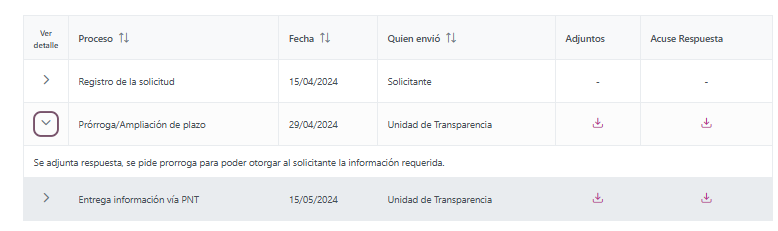 Ver detalle Proceso Fecha Quien envió Adjuntos Acuse Respuesta
Registro de la solicitud 15/04/2024 Solicitante - -
Prórroga/Ampliación de plazo 29/04/2024 Unidad de Transparencia
Se adjunta respuesta, se pide prorroga para poder otorgar al solicitante la información requerida.
Entrega información vía PNT 15/05/2024 Unidad de Transparencia